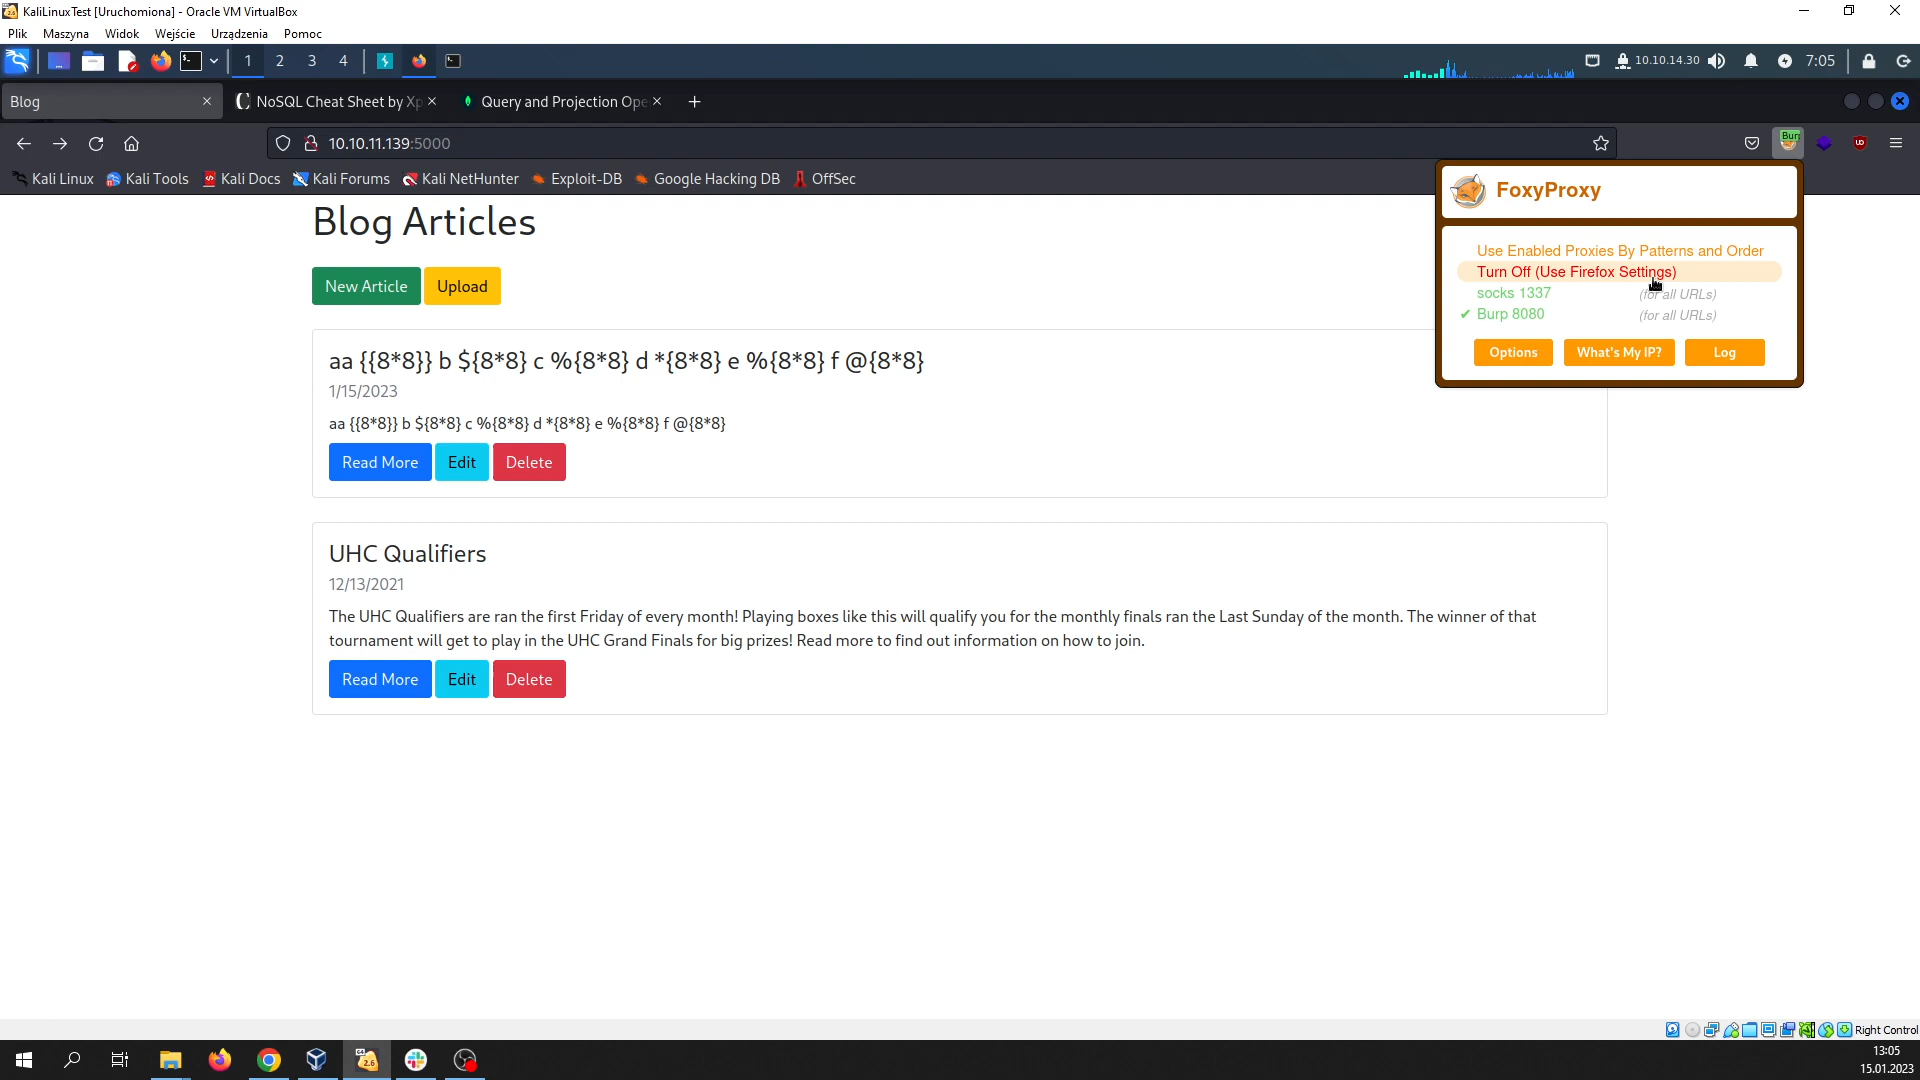 KaliLinuxTest [Uruchomiona] - Oracle VM VirtualBox
Plik Maszyna Widok Wejście Urządzenia Pomoc
1 2 3 4 10.10.14.30 7:05
Blog NoSQL Cheat Sheet by Xp Query and Projection Ope
10.10.11.139:5000
Kali Linux Kali Tools Kali Docs Kali Forums Kali NetHunter Exploit-DB Google Hacking DB OffSec
FoxyProxy
Use Enabled Proxies By Patterns and Order
Turn Off (Use Firefox Settings)
socks 1337 (for all URLs)
✔ Burp 8080 (for all URLs)
Options What's My IP? Log
Blog Articles
New Article Upload
aa {{8*8}} b ${8*8} c %{8*8} d *{8*8} e %{8*8} f @{8*8}
1/15/2023
aa {{8*8}} b ${8*8} c %{8*8} d *{8*8} e %{8*8} f @{8*8}
Read More Edit Delete
UHC Qualifiers
12/13/2021
The UHC Qualifiers are ran the first Friday of every month! Playing boxes like this will qualify you for the monthly finals ran the Last Sunday of the month. The winner of that
tournament will get to play in the UHC Grand Finals for big prizes! Read more to find out information on how to join.
Read More Edit Delete
Right Control
13:05
15.01.2023